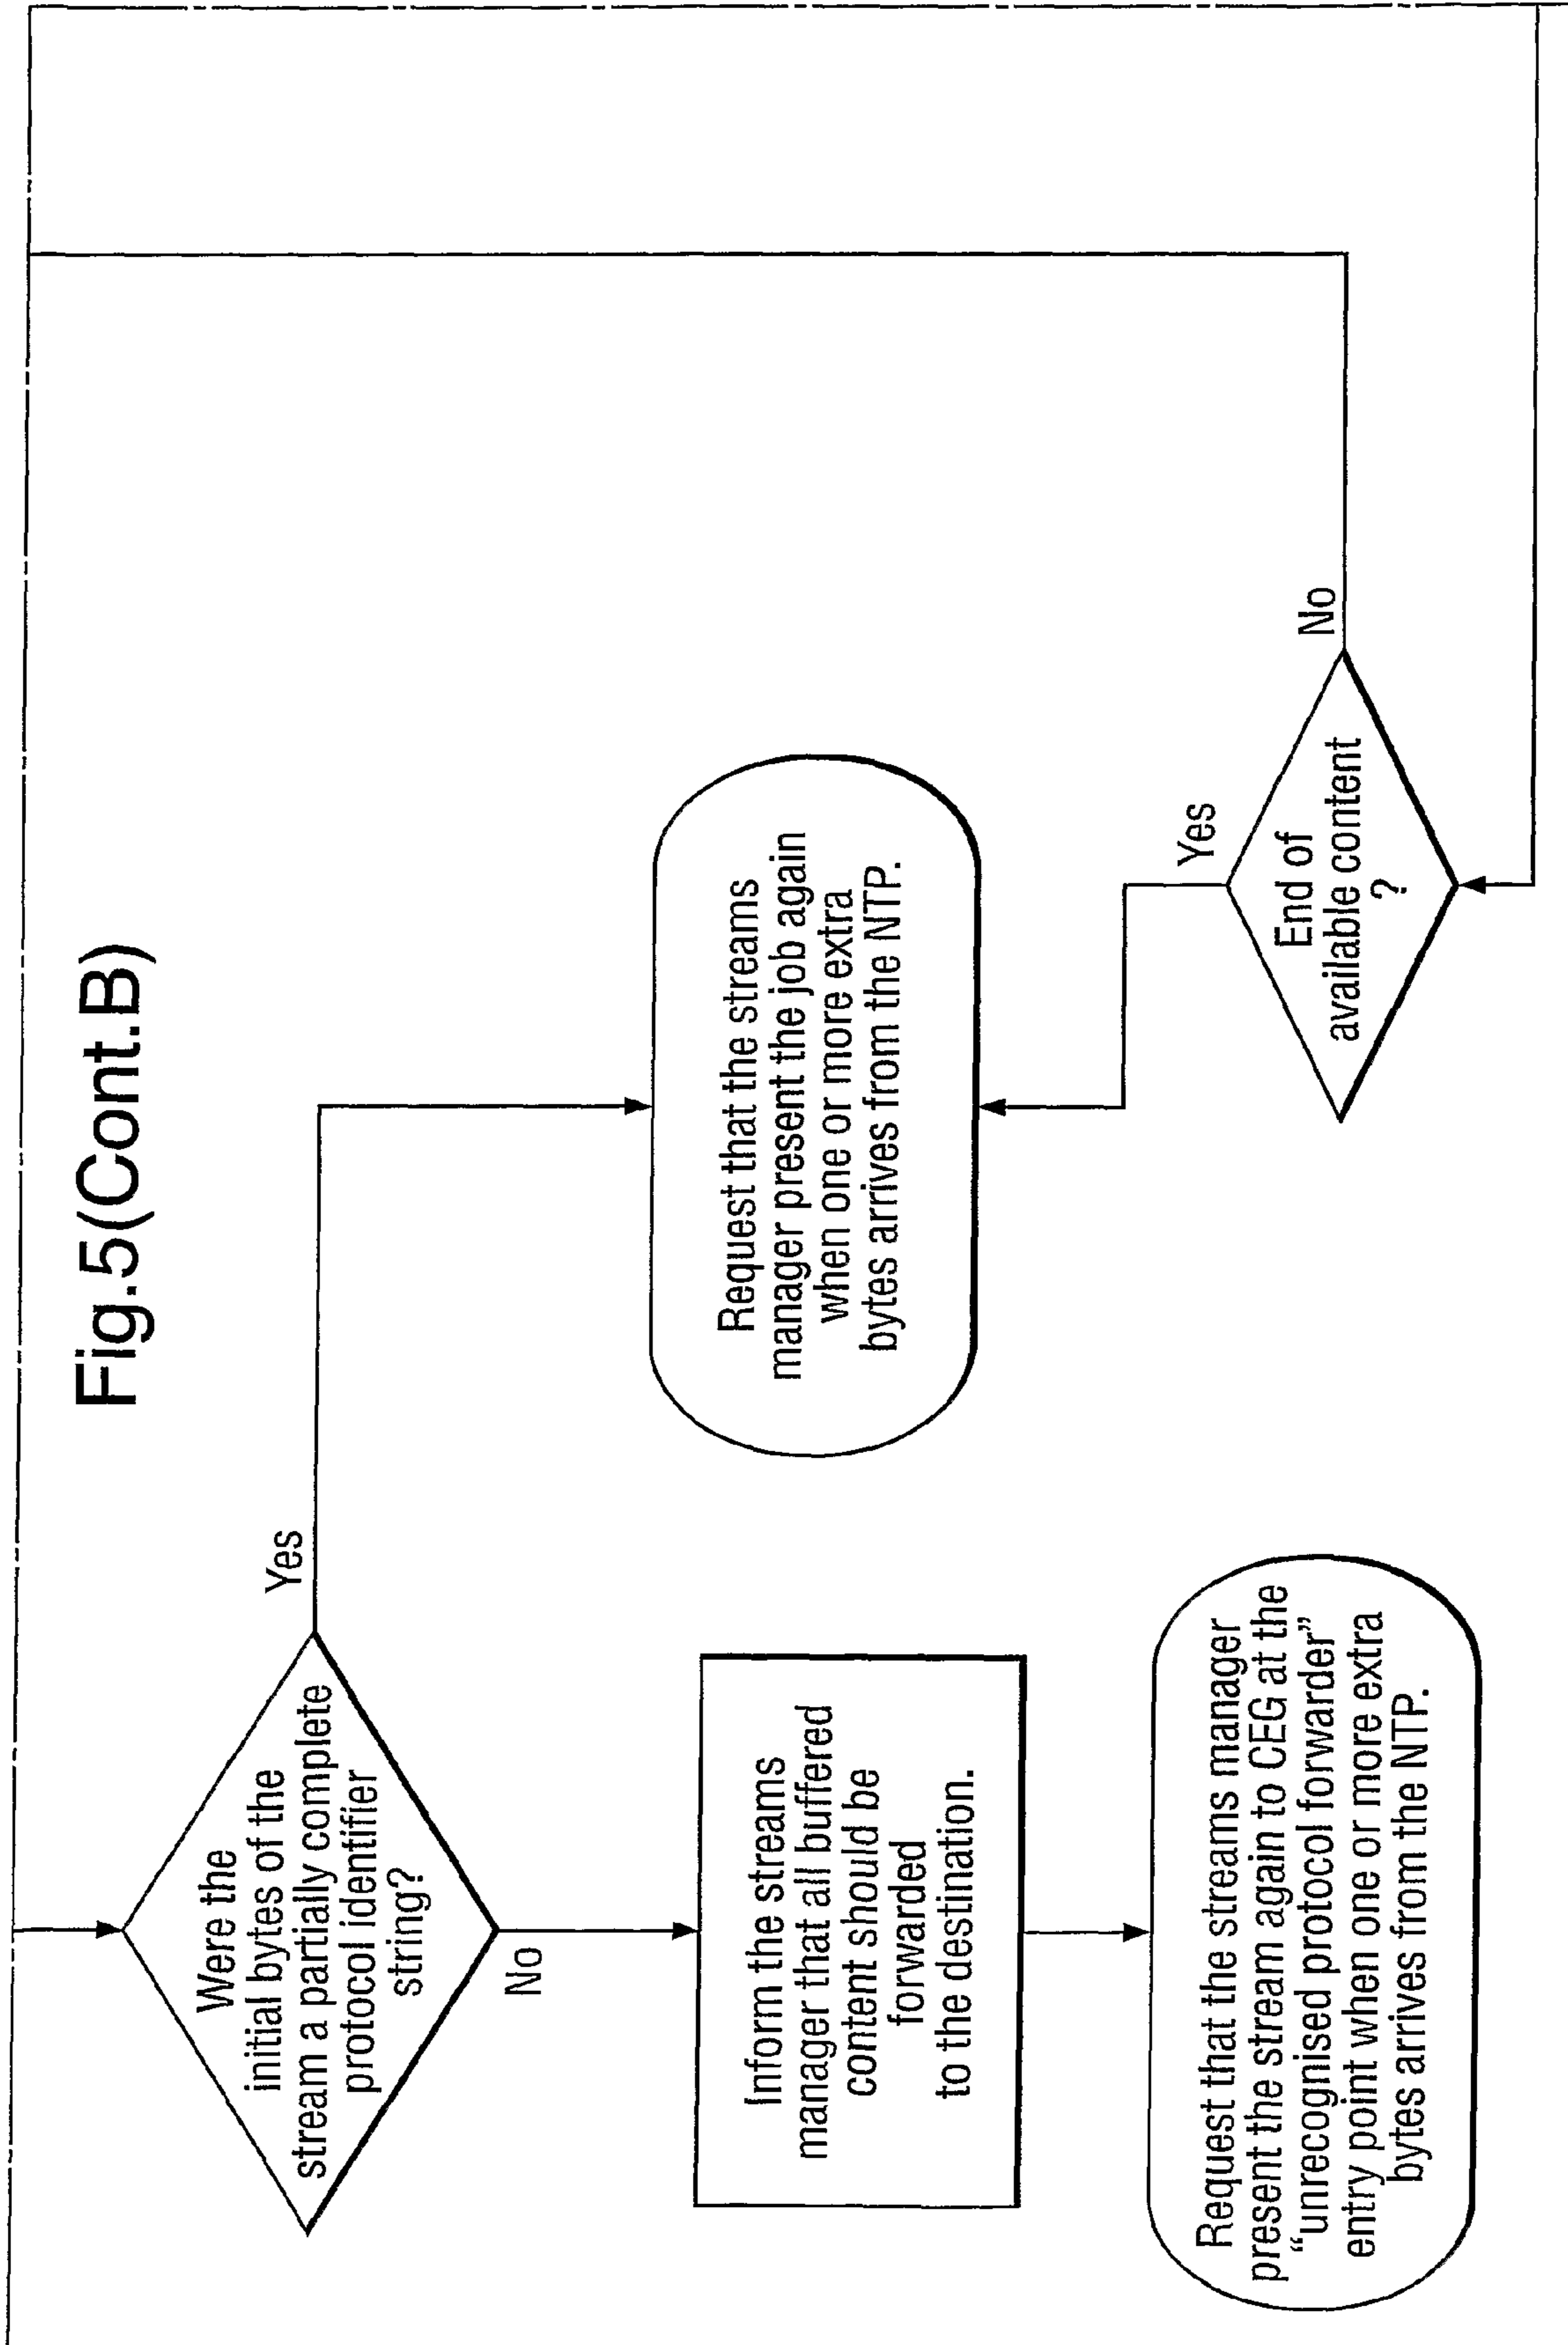 Fig.5(Cont.B)
Were the
initial bytes of the
stream a partially complete
protocol identifier
string?
Yes
No
Inform the streams
manager that all buffered
content should be
forwarded
to the destination.
Request that the streams manager
present the stream again to CEG at the
“unrecognised protocol forwarder”
entry point when one or more extra
bytes arrives from the NTP.
Request that the streams
manager present the job again
when one or more extra
bytes arrives from the NTP.
Yes
No
End of
available content
?